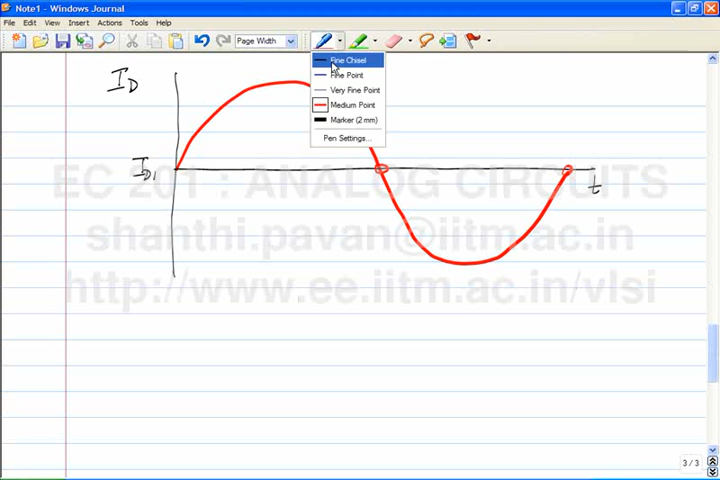 Note1 - Windows Journal
File Edit View Insert Actions Tools Help
Page Width
Fine Chisel
Fine Point
Very Fine Point
Medium Point
Marker (2 mm)
Pen Settings...
ID
ID1
t
EC 201 : ANALOG CIRCUITS
shanthi.pavan@iitm.ac.in
http://www.ee.iitm.ac.in/vlsi
3 / 3